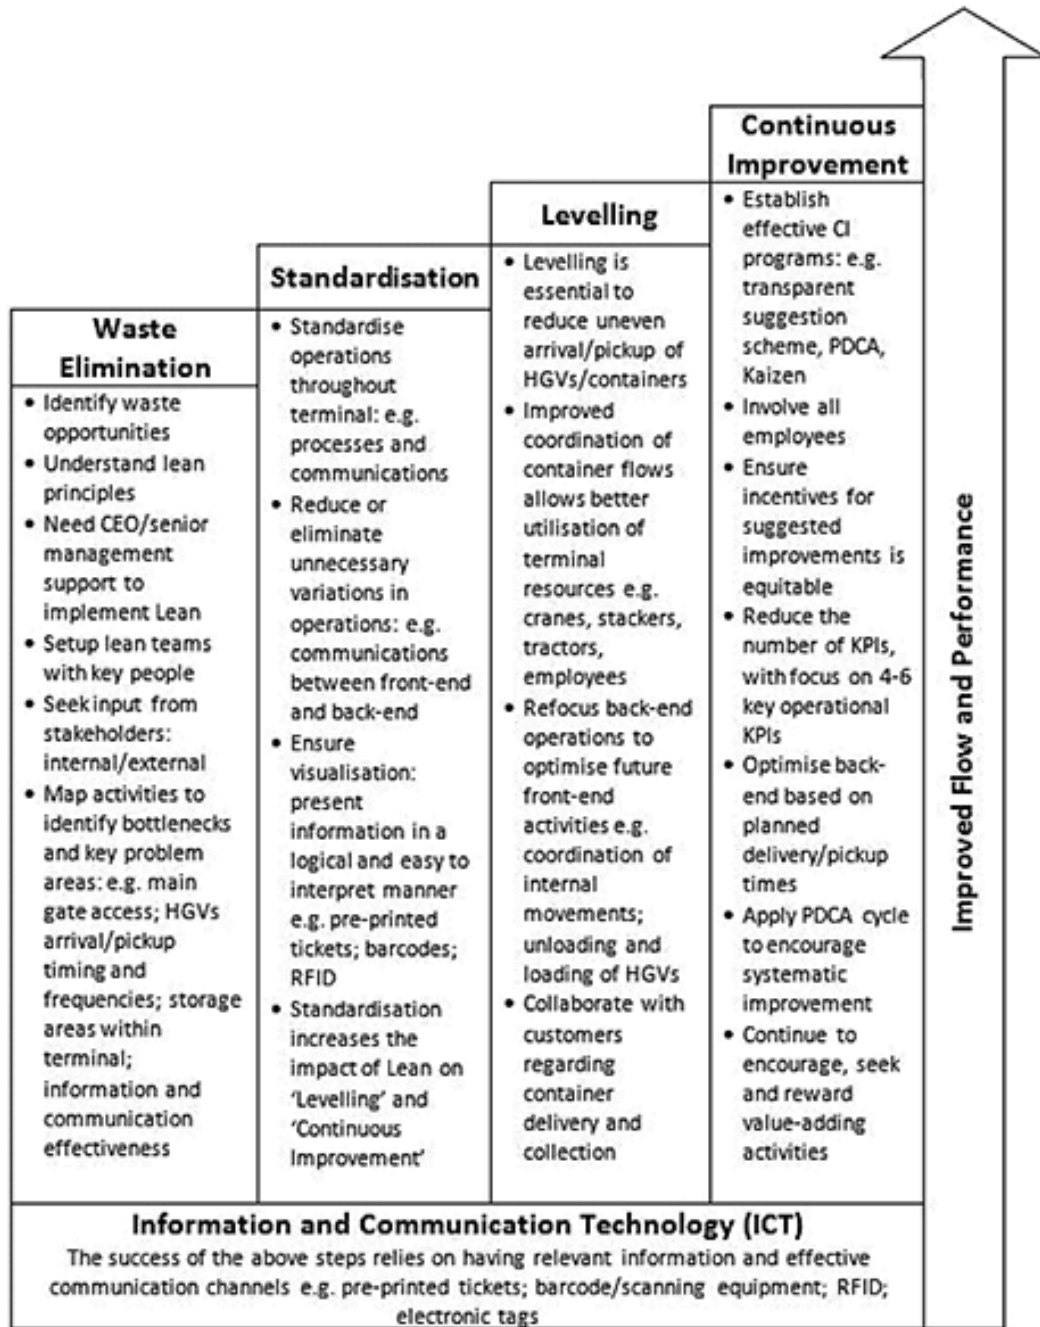 Waste
Elimination
• Identify waste
opportunities
• Understand lean
principles
• Need CEO/senior
management
support to
implement Lean
• Setup lean teams
with key people
• Seek input from
stakeholders:
internal/external
• Map activities to
identify bottlenecks
and key problem
areas: e.g. main
gate access; HGVs
arrival/pickup
timing and
frequencies; storage
areas within
terminal;
information and
communication
effectiveness
Standardisation
• Standardise
operations
throughout
terminal: e.g.
processes and
communications
• Reduce or
eliminate
unnecessary
variations in
operations: e.g.
communications
between front-end
and back-end
• Ensure
visualisation:
present
information in a
logical and easy to
interpret manner
e.g. pre-printed
tickets; barcodes;
RFID
• Standardisation
increases the
impact of Lean on
‘Levelling’ and
‘Continuous
Improvement’
Levelling
• Levelling is
essential to
reduce uneven
arrival/pickup of
HGVs/containers
• Improved
coordination of
container flows
allows better
utilisation of
terminal
resources e.g.
cranes, stackers,
tractors,
employees
• Refocus back-end
operations to
optimise future
front-end
activities e.g.
coordination of
internal
movements;
unloading and
loading of HGVs
• Collaborate with
customers
regarding
container
delivery and
collection
Continuous
Improvement
• Establish
effective CI
programs: e.g.
transparent
suggestion
scheme, PDCA,
Kaizen
• Involve all
employees
• Ensure
incentives for
suggested
improvements is
equitable
• Reduce the
number of KPIs,
with focus on 4-6
key operational
KPIs
• Optimise back-
end based on
planned
delivery/pickup
times
• Apply PDCA cycle
to encourage
systematic
improvement
• Continue to
encourage, seek
and reward
value-adding
activities
Improved Flow and Performance
Information and Communication Technology (ICT)
The success of the above steps relies on having relevant information and effective
communication channels e.g. pre-printed tickets; barcode/scanning equipment; RFID;
electronic tags